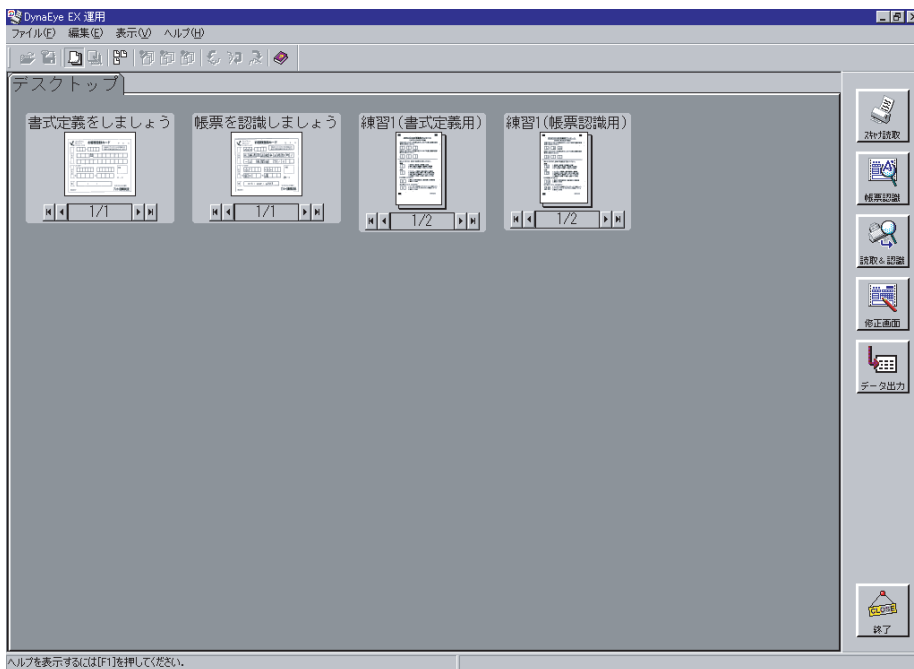 DynaEye EX 運用
ファイル(F) 編集(E) 表示(V) ヘルプ(H)
デスクトップ
書式定義をしましょう 帳票を認識しましょう 練習1(書式定義用) 練習1(帳票認識用)
1/1 1/1 1/2 1/2
スキャナ読取
帳票認識
読取&認識
修正画面
データ出力
CLOSE
終了
ヘルプを表示するには[F1]を押してください。